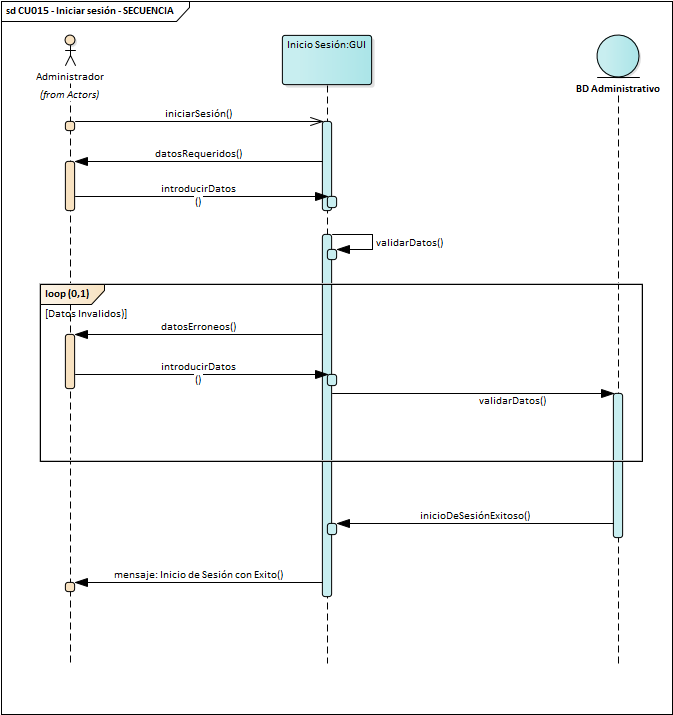 sd CU015 - Iniciar sesión - SECUENCIA
Inicio Sesión:GUI
Administrador
(from Actors)
BD Administrativo
iniciarSesión()
datosRequeridos()
introducirDatos
()
validarDatos()
loop (0,1)
[Datos Invalidos)]
datosErroneos()
introducirDatos
()
validarDatos()
inicioDeSesiónExitoso()
mensaje: Inicio de Sesión con Exito()